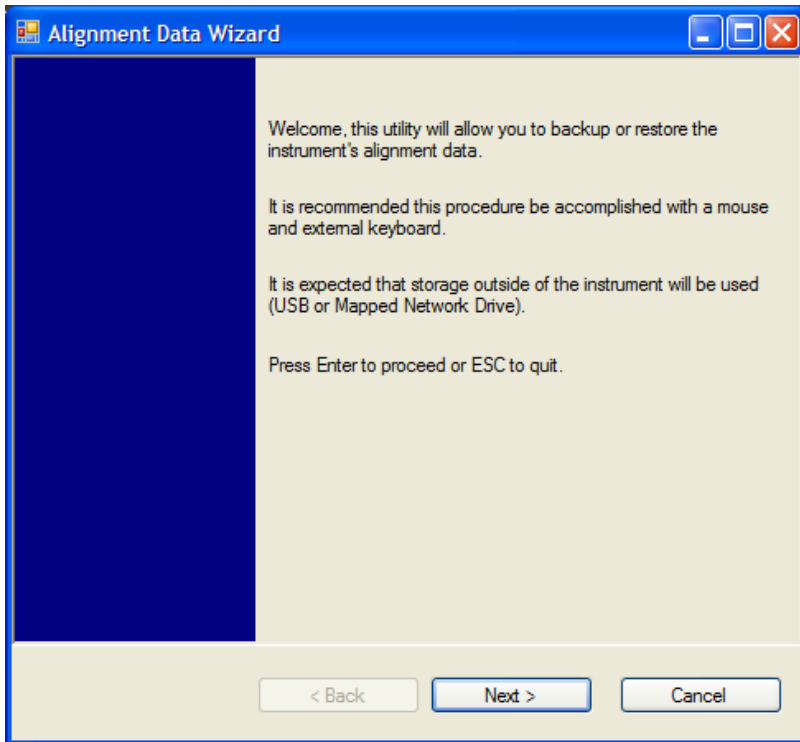 Alignment Data Wizard
Welcome, this utility will allow you to backup or restore the
instrument's alignment data.
It is recommended this procedure be accomplished with a mouse
and external keyboard.
It is expected that storage outside of the instrument will be used
(USB or Mapped Network Drive).
Press Enter to proceed or ESC to quit.
< Back
Next >
Cancel